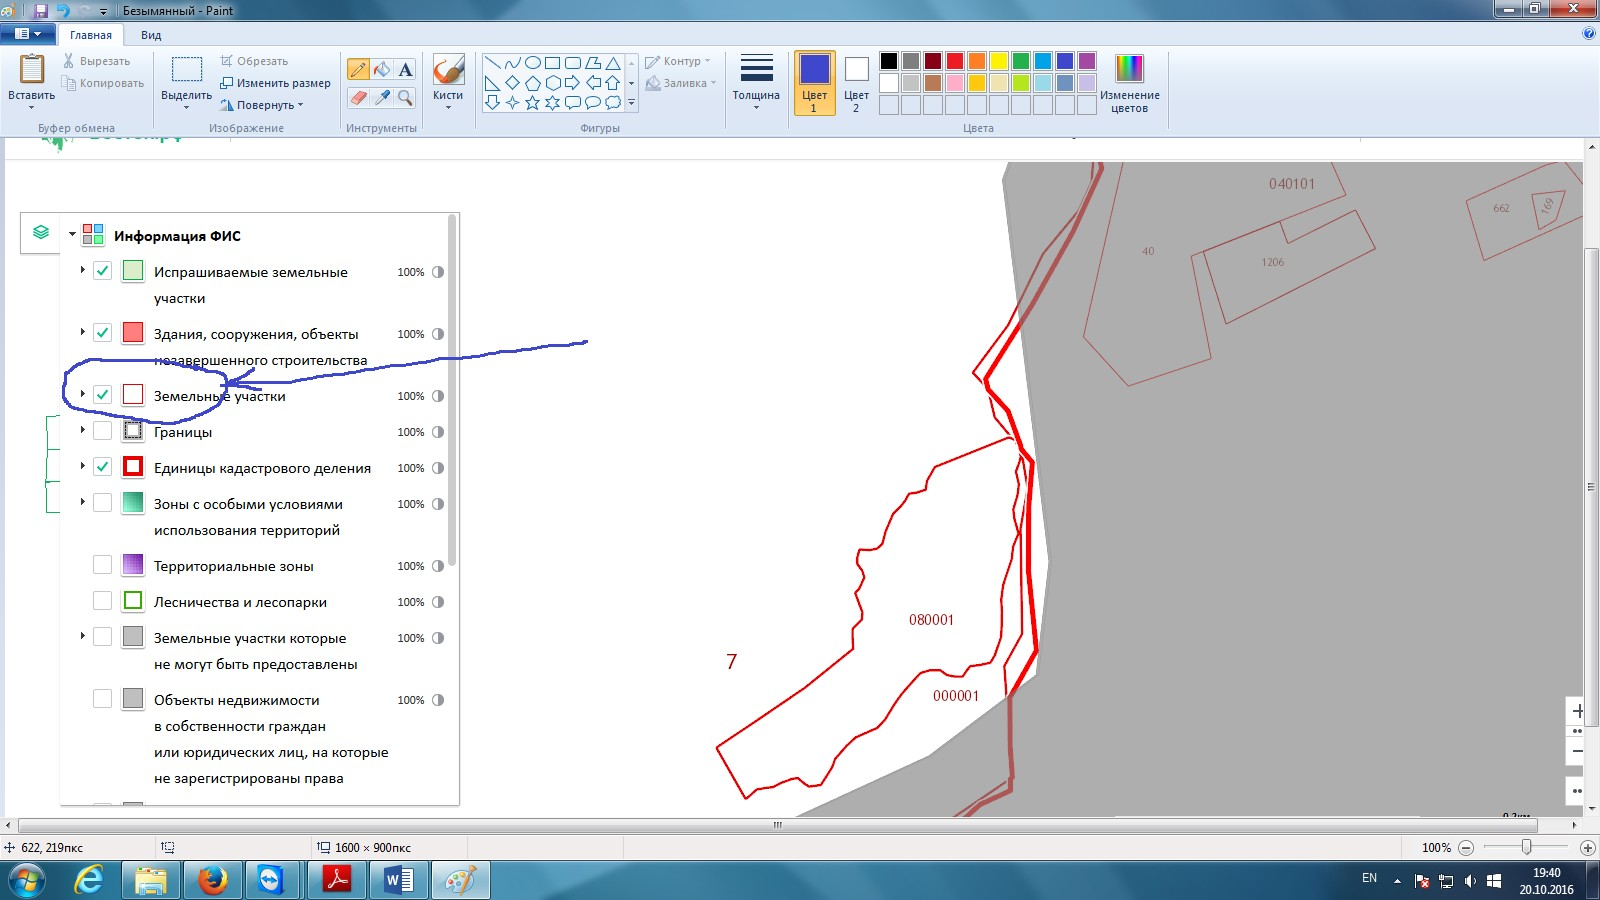 Безымянный - Paint
Главная
Вид
Вставить
Вырезать
Копировать
Буфер обмена
Выделить
Обрезать
Изменить размер
Повернуть
Изображение
A
Инструменты
Кисти
Фигуры
Контур
Заливка
Толщина
Цвет
1
Цвет
2
Изменение
цветов
Цвета
Информация ФИС
Испрашиваемые земельные
участки
100%
Здания, сооружения, объекты
незавершенного строительства
100%
Земельные участки
100%
Границы
100%
Единицы кадастрового деления
100%
Зоны с особыми условиями
использования территорий
100%
Территориальные зоны
100%
Лесничества и лесопарки
100%
Земельные участки которые
не могут быть предоставлены
100%
Объекты недвижимости
в собственности граждан
или юридических лиц, на которые
не зарегистрированы права
100%
040101
662
169
40
1206
080001
7
000001
622, 219пкс
1600 × 900пкс
100%
EN
19:40
20.10.2016